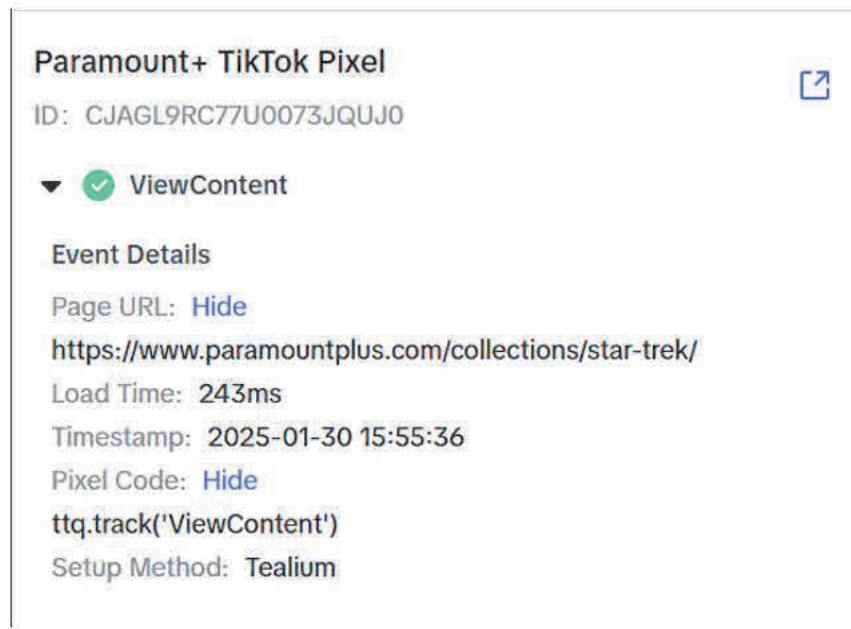 Paramount+ TikTok Pixel
ID: CJAGL9RC77U0073JQUJ0
ViewContent
Event Details
Page URL: Hide
https://www.paramountplus.com/collections/star-trek/
Load Time: 243ms
Timestamp: 2025-01-30 15:55:36
Pixel Code: Hide
ttq.track('ViewContent')
Setup Method: Tealium